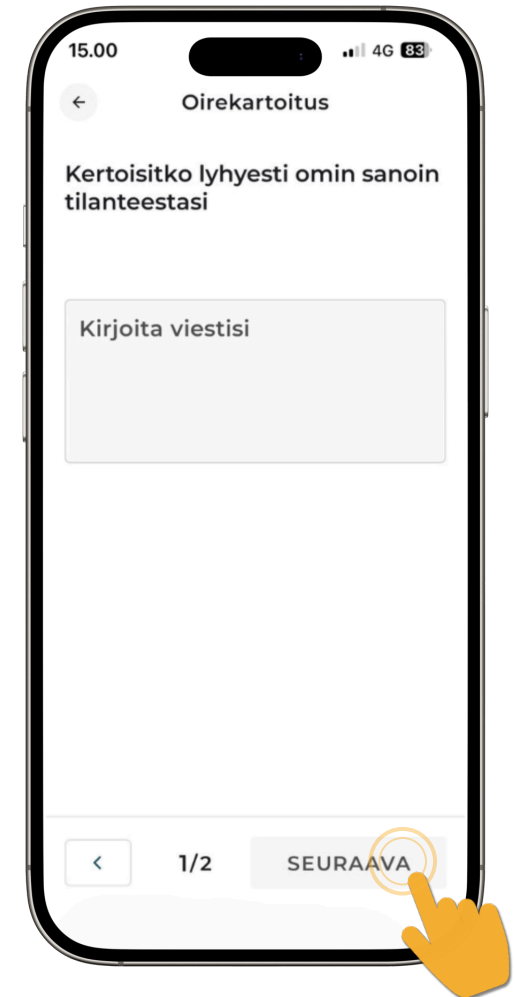 15.00 4G 83
Oirekartoitus
Kertoisitko lyhyesti omin sanoin
tilanteestasi
Kirjoita viestisi
1/2 SEURAAVA